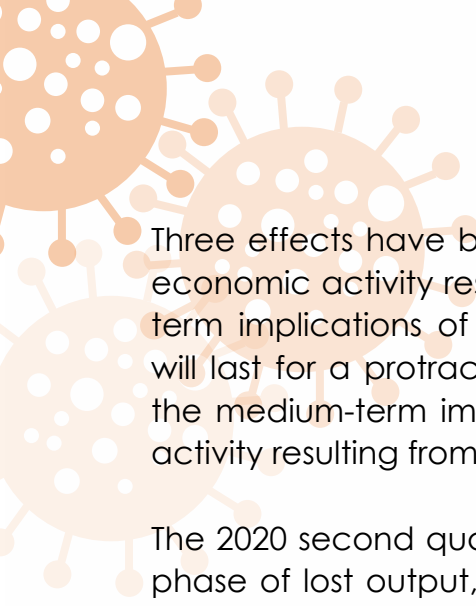 Three effects have b
economic activity res
term implications of
will last for a protrac
the medium-term im
activity resulting from
The 2020 second qua
phase of lost output,